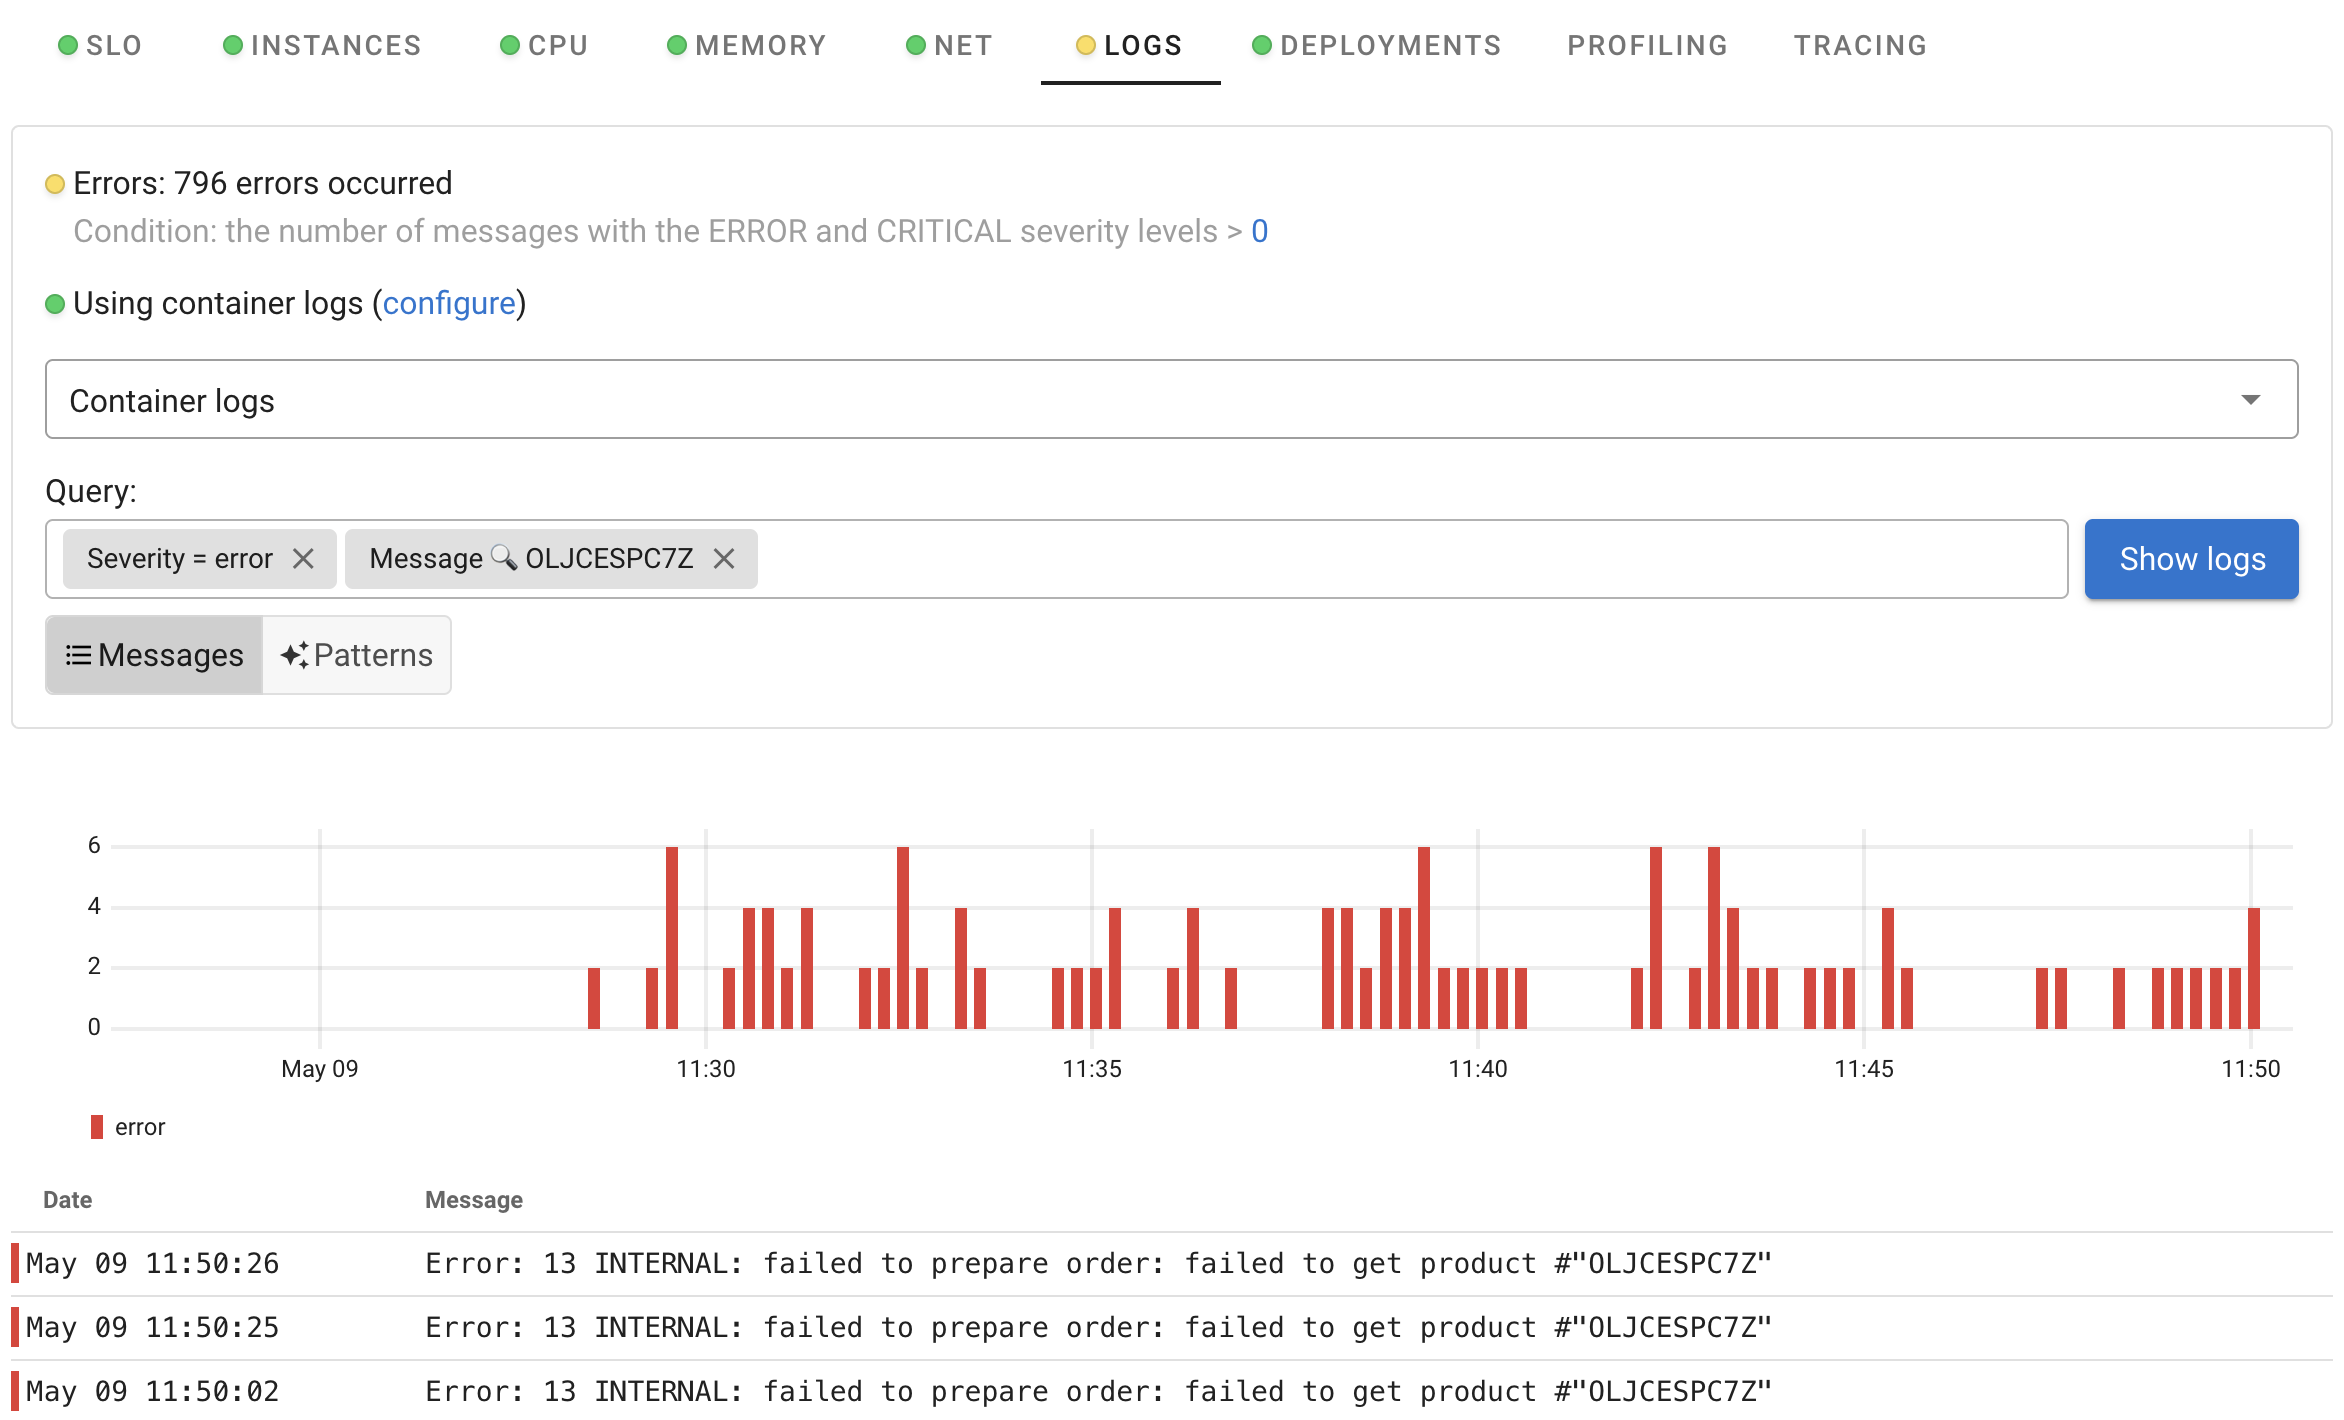 SLO INSTANCES CPU MEMORY NET LOGS DEPLOYMENTS PROFILING TRACING
Errors: 796 errors occurred
Condition: the number of messages with the ERROR and CRITICAL severity levels > 0
Using container logs (configure)
Container logs
Query:
Severity = error Message 🔍 OLJCESPC7Z Show logs
Messages Patterns
6
4
2
0
May 09 11:30 11:35 11:40 11:45 11:50
error
Date Message
May 09 11:50:26 Error: 13 INTERNAL: failed to prepare order: failed to get product #"OLJCESPC7Z"
May 09 11:50:25 Error: 13 INTERNAL: failed to prepare order: failed to get product #"OLJCESPC7Z"
May 09 11:50:02 Error: 13 INTERNAL: failed to prepare order: failed to get product #"OLJCESPC7Z"